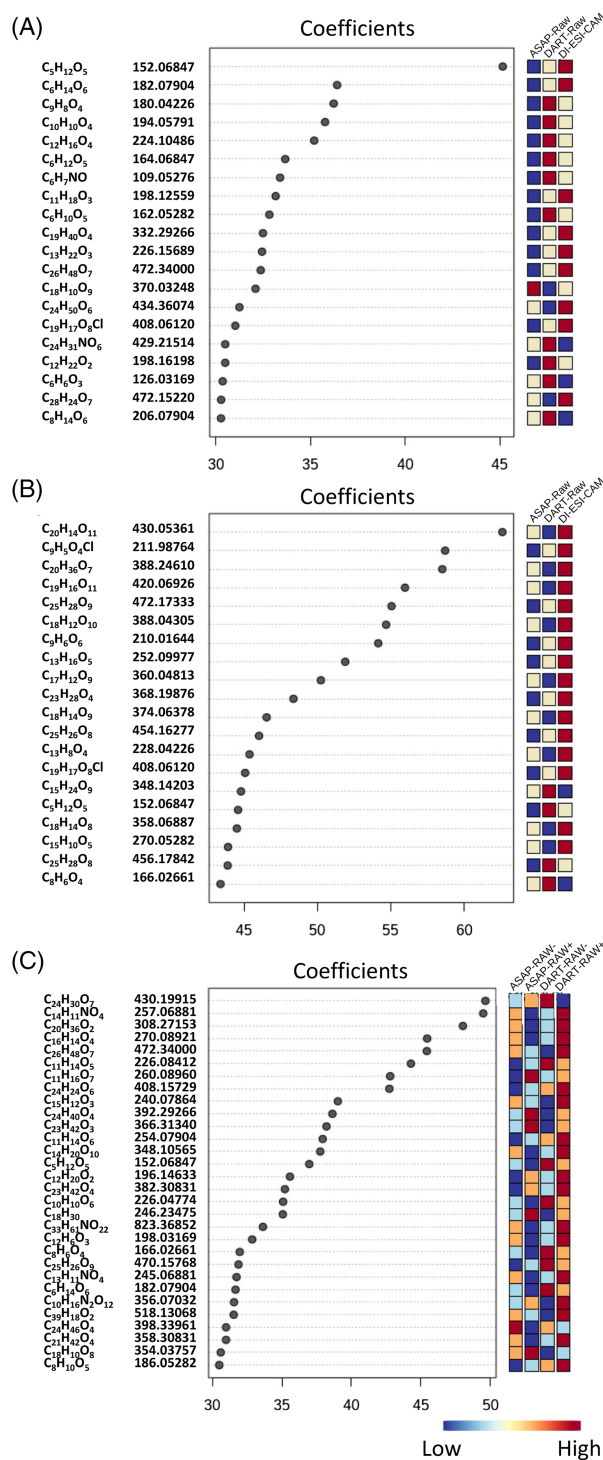 (A)
Coefficients
ASAP-Raw
DART-Raw
DI-ESI-CAM
C₅H₁₂O₅ 152.06847
C₆H₁₄O₆ 182.07904
C₉H₈O₄ 180.04226
C₁₀H₁₀O₄ 194.05791
C₁₂H₁₆O₄ 224.10486
C₆H₁₂O₅ 164.06847
C₆H₇NO 109.05276
C₁₁H₁₈O₃ 198.12559
C₆H₁₀O₅ 162.05282
C₁₉H₄₀O₄ 332.29266
C₁₃H₂₂O₃ 226.15689
C₂₆H₄₈O₇ 472.34000
C₁₈H₁₀O₉ 370.03248
C₂₄H₅₀O₆ 434.36074
C₁₉H₁₇O₈Cl 408.06120
C₂₄H₃₁NO₆ 429.21514
C₁₂H₂₂O₂ 198.16198
C₆H₆O₃ 126.03169
C₂₈H₂₄O₇ 472.15220
C₈H₁₄O₆ 206.07904
30 35 40 45
(B)
Coefficients
ASAP-Raw
DART-Raw
DI-ESI-CAM
C₂₀H₁₄O₁₁ 430.05361
C₉H₅O₄Cl 211.98764
C₂₀H₃₆O₇ 388.24610
C₁₉H₁₆O₁₁ 420.06926
C₂₅H₂₈O₉ 472.17333
C₁₈H₁₂O₁₀ 388.04305
C₉H₆O₆ 210.01644
C₁₃H₁₆O₅ 252.09977
C₁₇H₁₂O₉ 360.04813
C₂₃H₂₈O₄ 368.19876
C₁₈H₁₄O₉ 374.06378
C₂₅H₂₆O₈ 454.16277
C₁₃H₈O₄ 228.04226
C₁₉H₁₇O₈Cl 408.06120
C₁₅H₂₄O₉ 348.14203
C₅H₁₂O₅ 152.06847
C₁₈H₁₄O₈ 358.06887
C₁₅H₁₀O₅ 270.05282
C₂₅H₂₈O₈ 456.17842
C₈H₆O₄ 166.02661
45 50 55 60
(C)
Coefficients
ASAP-RAW-
ASAP-RAW+
DART-RAW-
DART-RAW+
C₂₄H₃₀O₇ 430.19915
C₁₄H₁₁NO₄ 257.06881
C₂₀H₃₆O₂ 308.27153
C₁₆H₁₄O₄ 270.08921
C₂₆H₄₈O₇ 472.34000
C₁₁H₁₄O₅ 226.08412
C₁₁H₁₆O₇ 260.08960
C₂₄H₂₄O₆ 408.15729
C₁₅H₁₂O₃ 240.07864
C₂₄H₄₀O₄ 392.29266
C₂₃H₄₂O₃ 366.31340
C₁₁H₁₄O₆ 254.07904
C₁₄H₂₀O₁₀ 348.10565
C₅H₁₂O₅ 152.06847
C₁₂H₂₀O₂ 196.14633
C₂₃H₄₂O₄ 382.30831
C₁₀H₁₀O₆ 226.04774
C₁₈H₃₀ 246.23475
C₃₃H₆₁NO₂₂ 823.36852
C₁₂H₆O₃ 198.03169
C₈H₆O₄ 166.02661
C₂₅H₂₆O₉ 470.15768
C₁₃H₁₁NO₄ 245.06881
C₆H₁₄O₆ 182.07904
C₁₀H₁₆N₂O₁₂ 356.07032
C₃₉H₁₈O₂ 518.13068
C₂₄H₄₆O₄ 398.33961
C₂₁H₄₂O₄ 358.30831
C₁₈H₁₀O₈ 354.03757
C₈H₁₀O₅ 186.05282
30 35 40 45 50
Low High